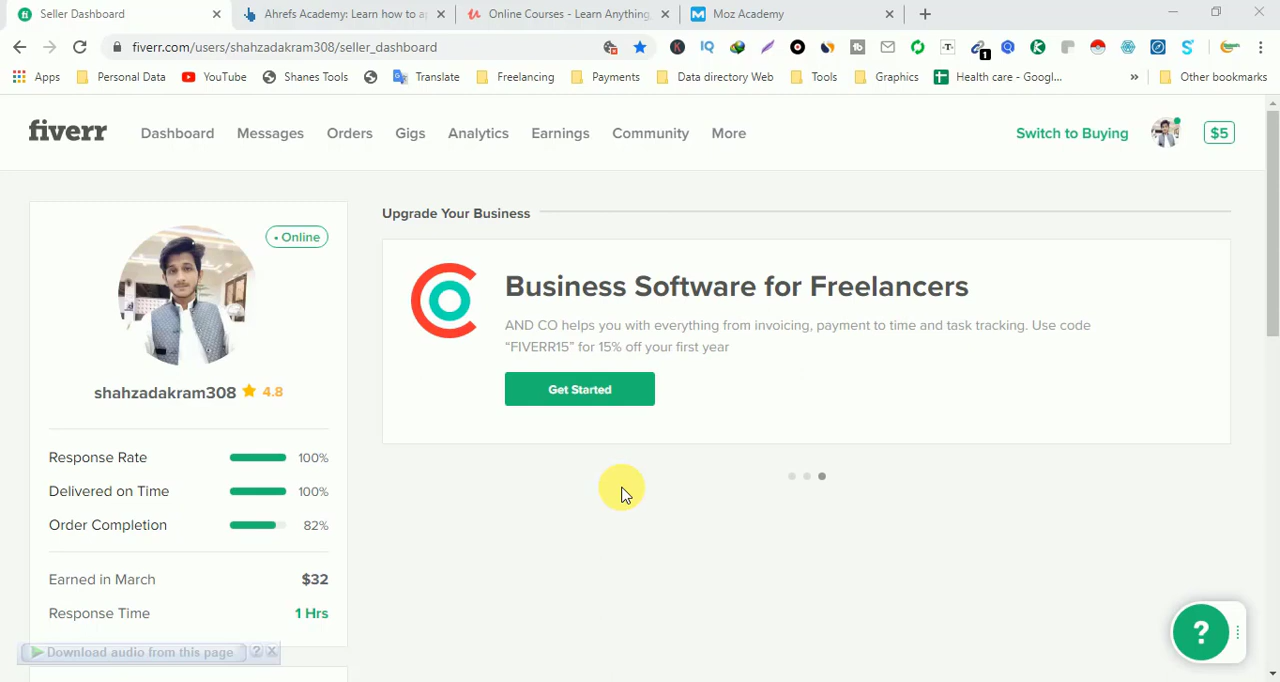 Seller Dashboard
Ahrefs Academy: Learn how to a
Online Courses - Learn Anything,
Moz Academy
fiverr.com/users/shahzadakram308/seller_dashboard
Apps
Personal Data
YouTube
Shanes Tools
Translate
Freelancing
Payments
Data directory Web
Tools
Graphics
Health care - Googl...
Other bookmarks
fiverr
Dashboard
Messages
Orders
Gigs
Analytics
Earnings
Community
More
Switch to Buying
$5
• Online
shahzadakram308 4.8
Response Rate 100%
Delivered on Time 100%
Order Completion 82%
Earned in March $32
Response Time 1 Hrs
Download audio from this page ? X
Upgrade Your Business
Business Software for Freelancers
AND CO helps you with everything from invoicing, payment to time and task tracking. Use code
“FIVERR15” for 15% off your first year
Get Started
?